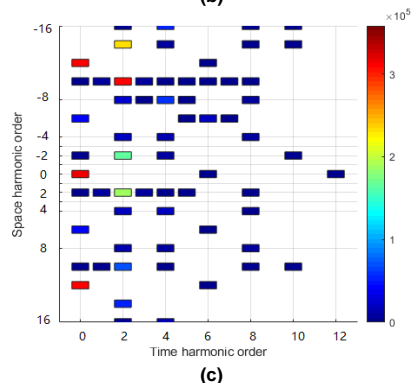 (b)
×10⁵
-16
-8
-4
-2
0
2
4
8
16
Space harmonic order
0 2 4 6 8 10 12
Time harmonic order
3
2
1
0
(c)